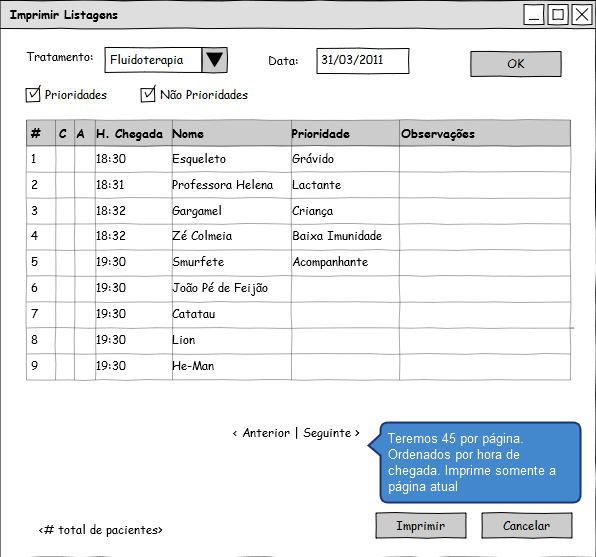 Imprimir Listagens
Tratamento: Fluidoterapia Data: 31/03/2011 OK
Prioridades Não Prioridades
# C A H. Chegada Nome Prioridade Observações
1 18:30 Esqueleto Grávido
2 18:31 Professora Helena Lactante
3 18:32 Gargamel Criança
4 18:32 Zé Colmeia Baixa Imunidade
5 19:30 Smurfete Acompanhante
6 19:30 João Pé de Feijão
7 19:30 Catatau
8 19:30 Lion
9 19:30 He-Man
< Anterior | Seguinte >
Teremos 45 por página.
Ordenados por hora de
chegada. Imprime somente a
página atual
<# total de pacientes>
Imprimir Cancelar